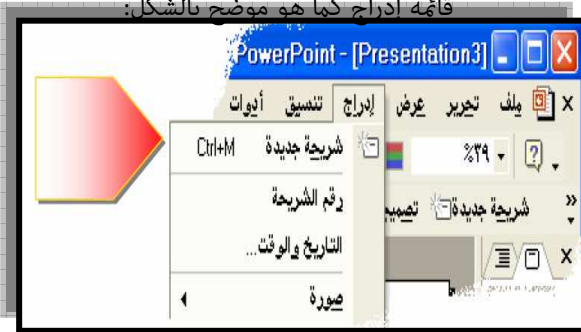 قائمة إدراج كما هو موضح بالشكل:
PowerPoint - [Presentation3]
ملف تحرير عرض إدراج تنسيق أدوات
شريحة جديدة Ctrl+M
٣٩%
رقم الشريحة
شريحة جديدة تصميم
التاريخ والوقت...
صورة